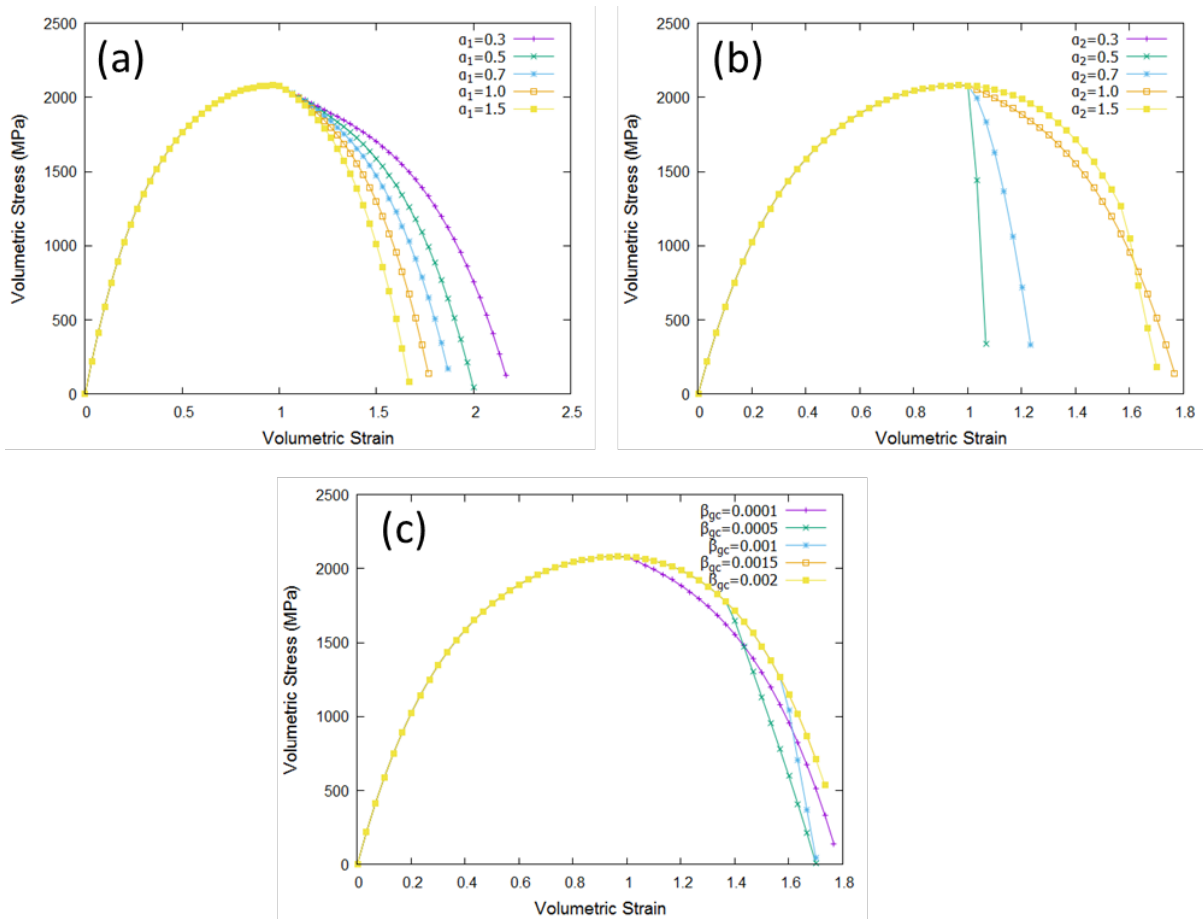 (a)
2500
2000
1500
1000
500
0
Volumetric Stress (MPa)
α₁=0.3
α₁=0.5
α₁=0.7
α₁=1.0
α₁=1.5
0 0.5 1 1.5 2 2.5
Volumetric Strain
(b)
2500
2000
1500
1000
500
0
Volumetric Stress (MPa)
α₂=0.3
α₂=0.5
α₂=0.7
α₂=1.0
α₂=1.5
0 0.2 0.4 0.6 0.8 1 1.2 1.4 1.6 1.8
Volumetric Strain
(c)
2500
2000
1500
1000
500
0
Volumetric Stress (MPa)
β_gc=0.0001
β_gc=0.0005
β_gc=0.001
β_gc=0.0015
β_gc=0.002
0 0.2 0.4 0.6 0.8 1 1.2 1.4 1.6 1.8
Volumetric Strain